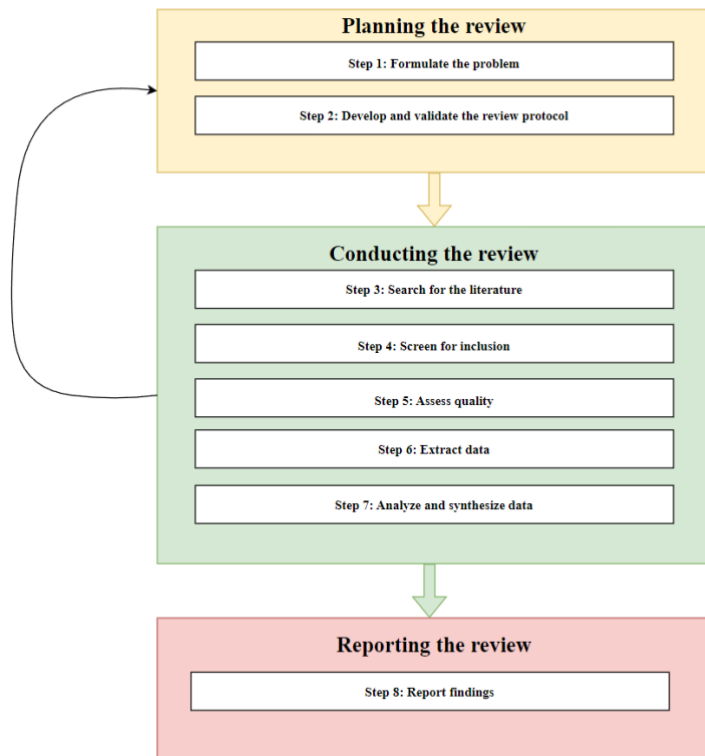 Planning the review
Step 1: Formulate the problem
Step 2: Develop and validate the review protocol
Conducting the review
Step 3: Search for the literature
Step 4: Screen for inclusion
Step 5: Assess quality
Step 6: Extract data
Step 7: Analyze and synthesize data
Reporting the review
Step 8: Report findings